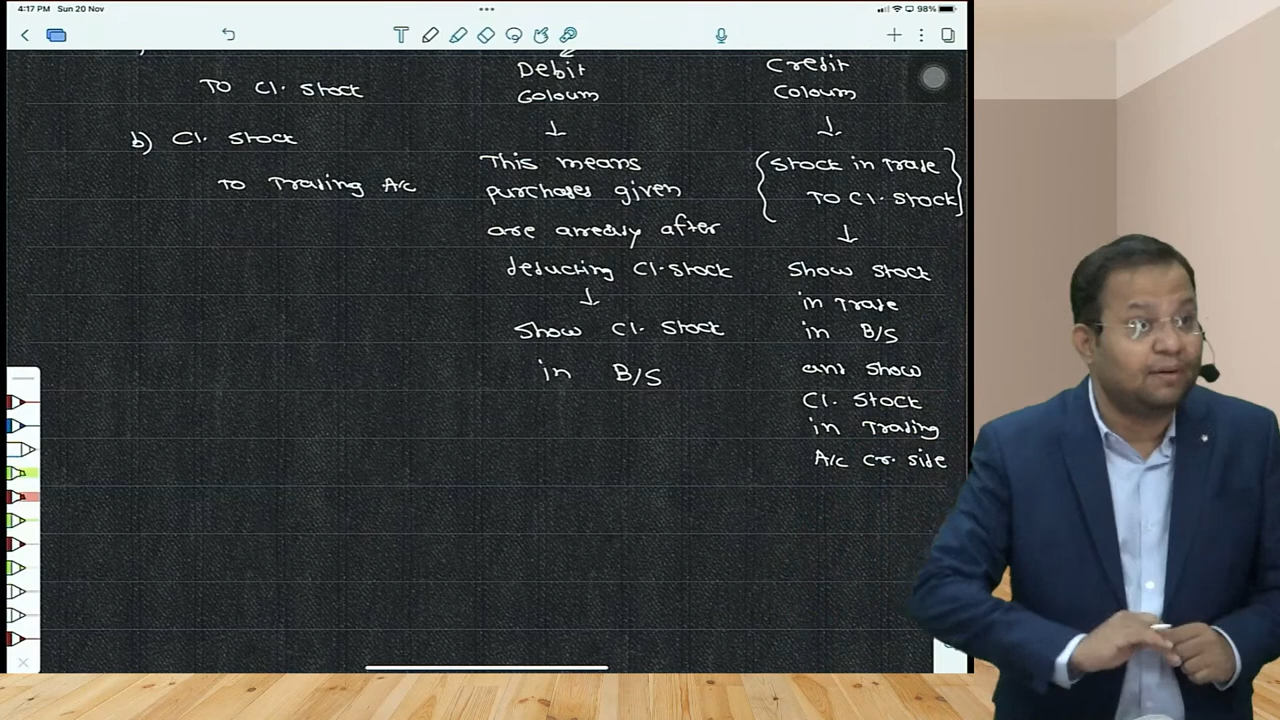 4:17 PM Sun 20 Nov
98%
TO Cl. Stock
b) Cl. Stock
TO Trading A/c
Debit
Coloum
↓
This means
purchases given
are already after
deducting Cl. Stock
↓
Show Cl. Stock
in B/S
Credit
Coloum
↓
Stock in Trade
TO Cl. Stock
↓
Show Stock
in Trade
in B/S
and show
Cl. Stock
in Trading
A/c Cr. side